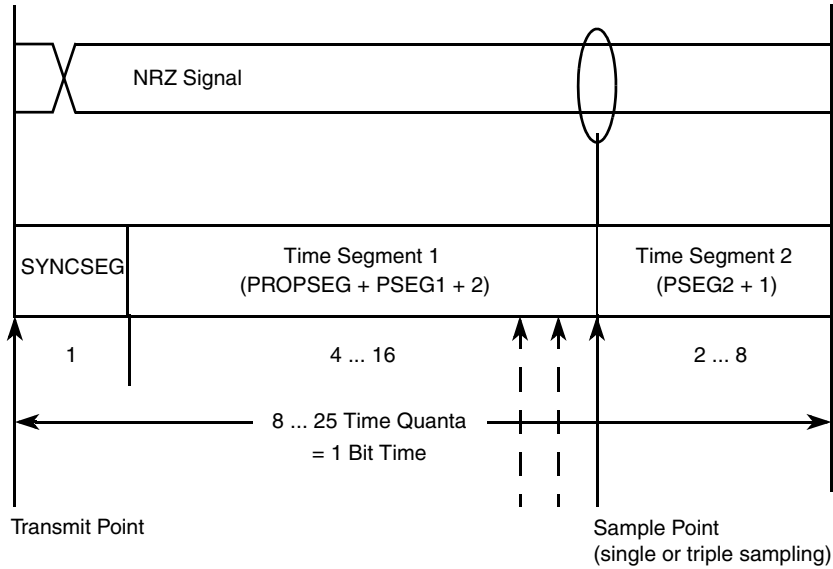 NRZ Signal
SYNCSEG
Time Segment 1
(PROPSEG + PSEG1 + 2)
Time Segment 2
(PSEG2 + 1)
1
4 ... 16
2 ... 8
8 ... 25 Time Quanta
= 1 Bit Time
Transmit Point
Sample Point
(single or triple sampling)